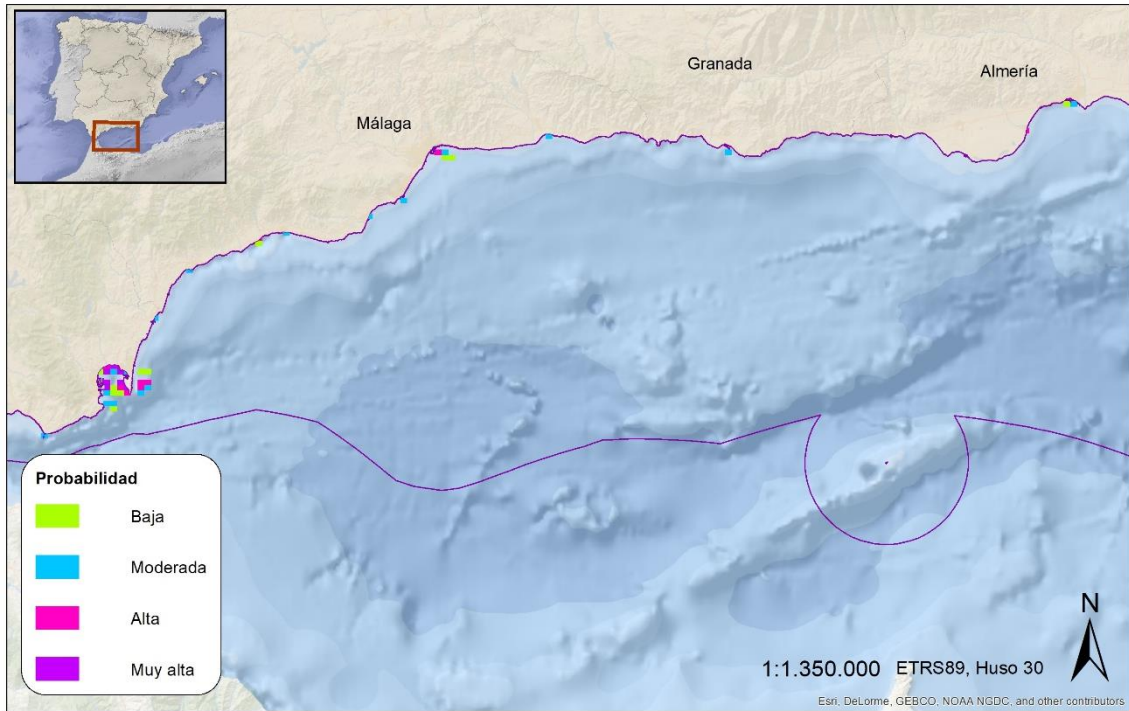 Granada
Almería
Málaga
Probabilidad
Baja
Moderada
Alta
Muy alta
N
1:1.350.000 ETRS89, Huso 30
Esri, DeLorme, GEBCO, NOAA NGDC, and other contributors